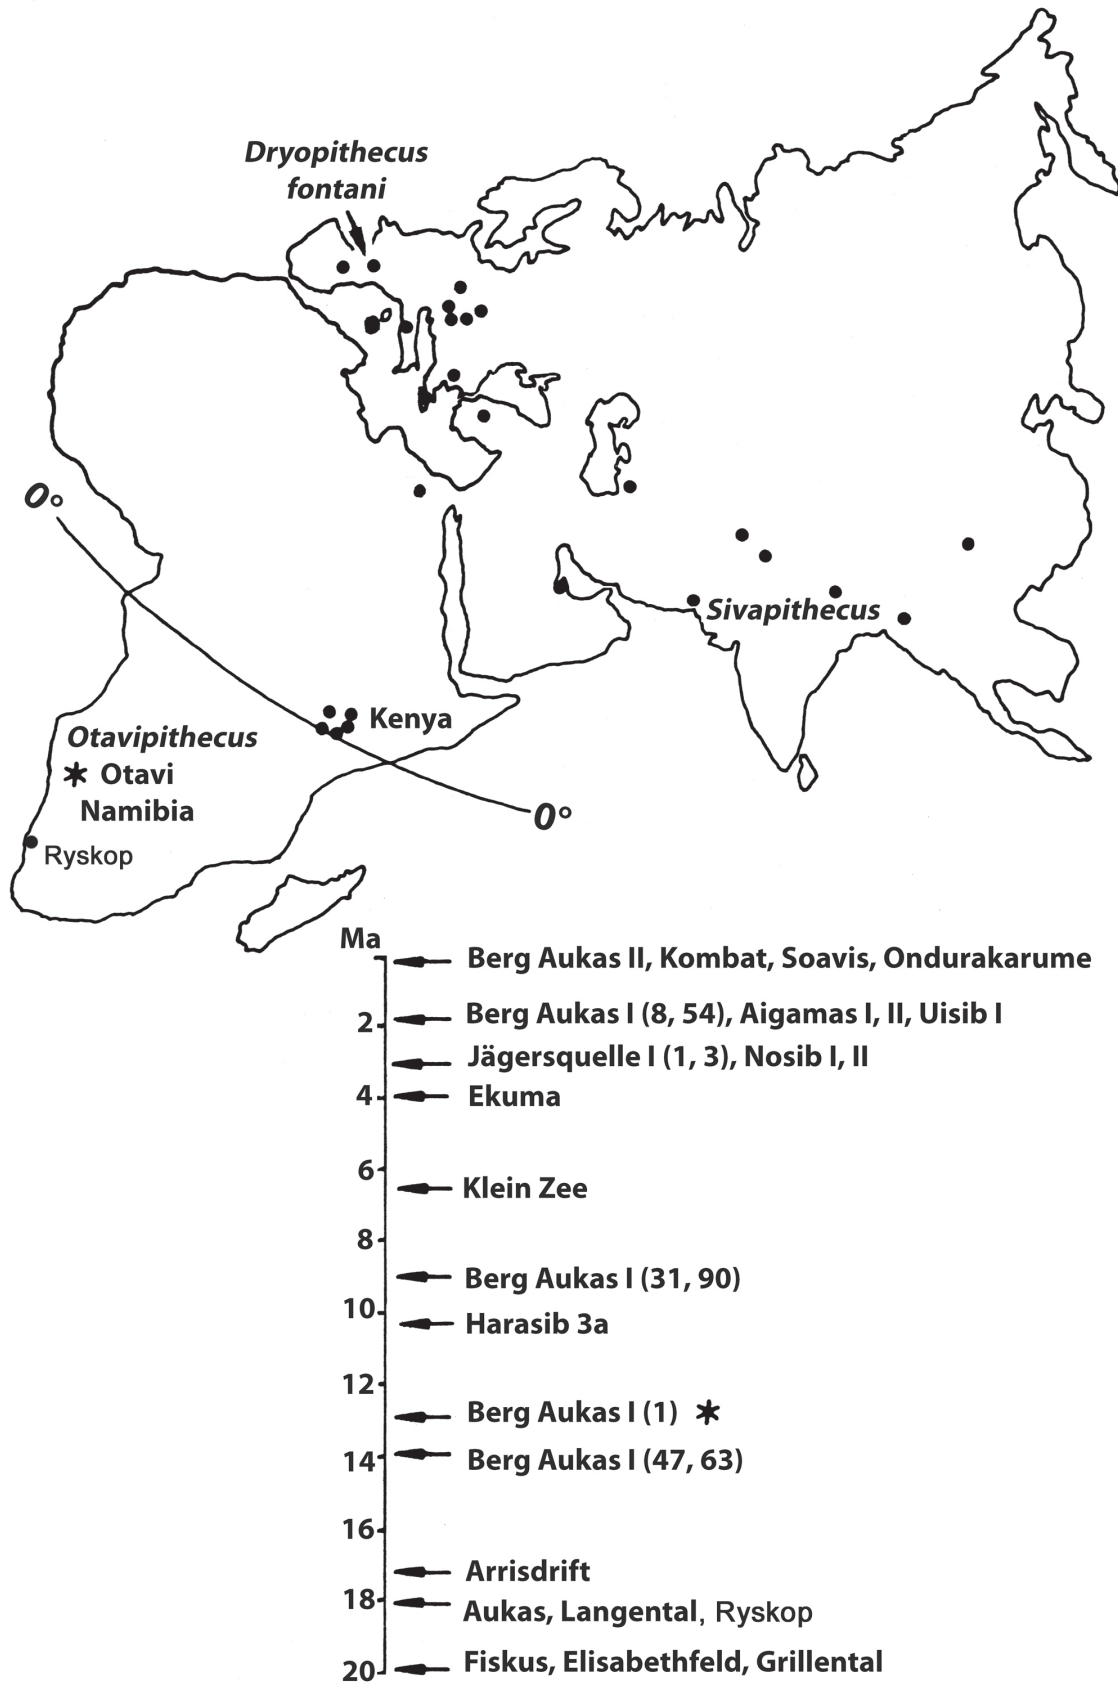 Dryopithecus
fontani
0°
Sivapithecus
Kenya
Otavipithecus
* Otavi
Namibia
0°
Ryskop
Ma
Berg Aukas II, Kombat, Soavis, Ondurakarume
Berg Aukas I (8, 54), Aigamas I, II, Uisib I
2
Jägersquelle I (1, 3), Nosib I, II
4
Ekuma
6
Klein Zee
8
Berg Aukas I (31, 90)
10
Harasib 3a
12
Berg Aukas I (1) *
14
Berg Aukas I (47, 63)
16
Arrisdrift
18
Aukas, Langental, Ryskop
20
Fiskus, Elisabethfeld, Grillental